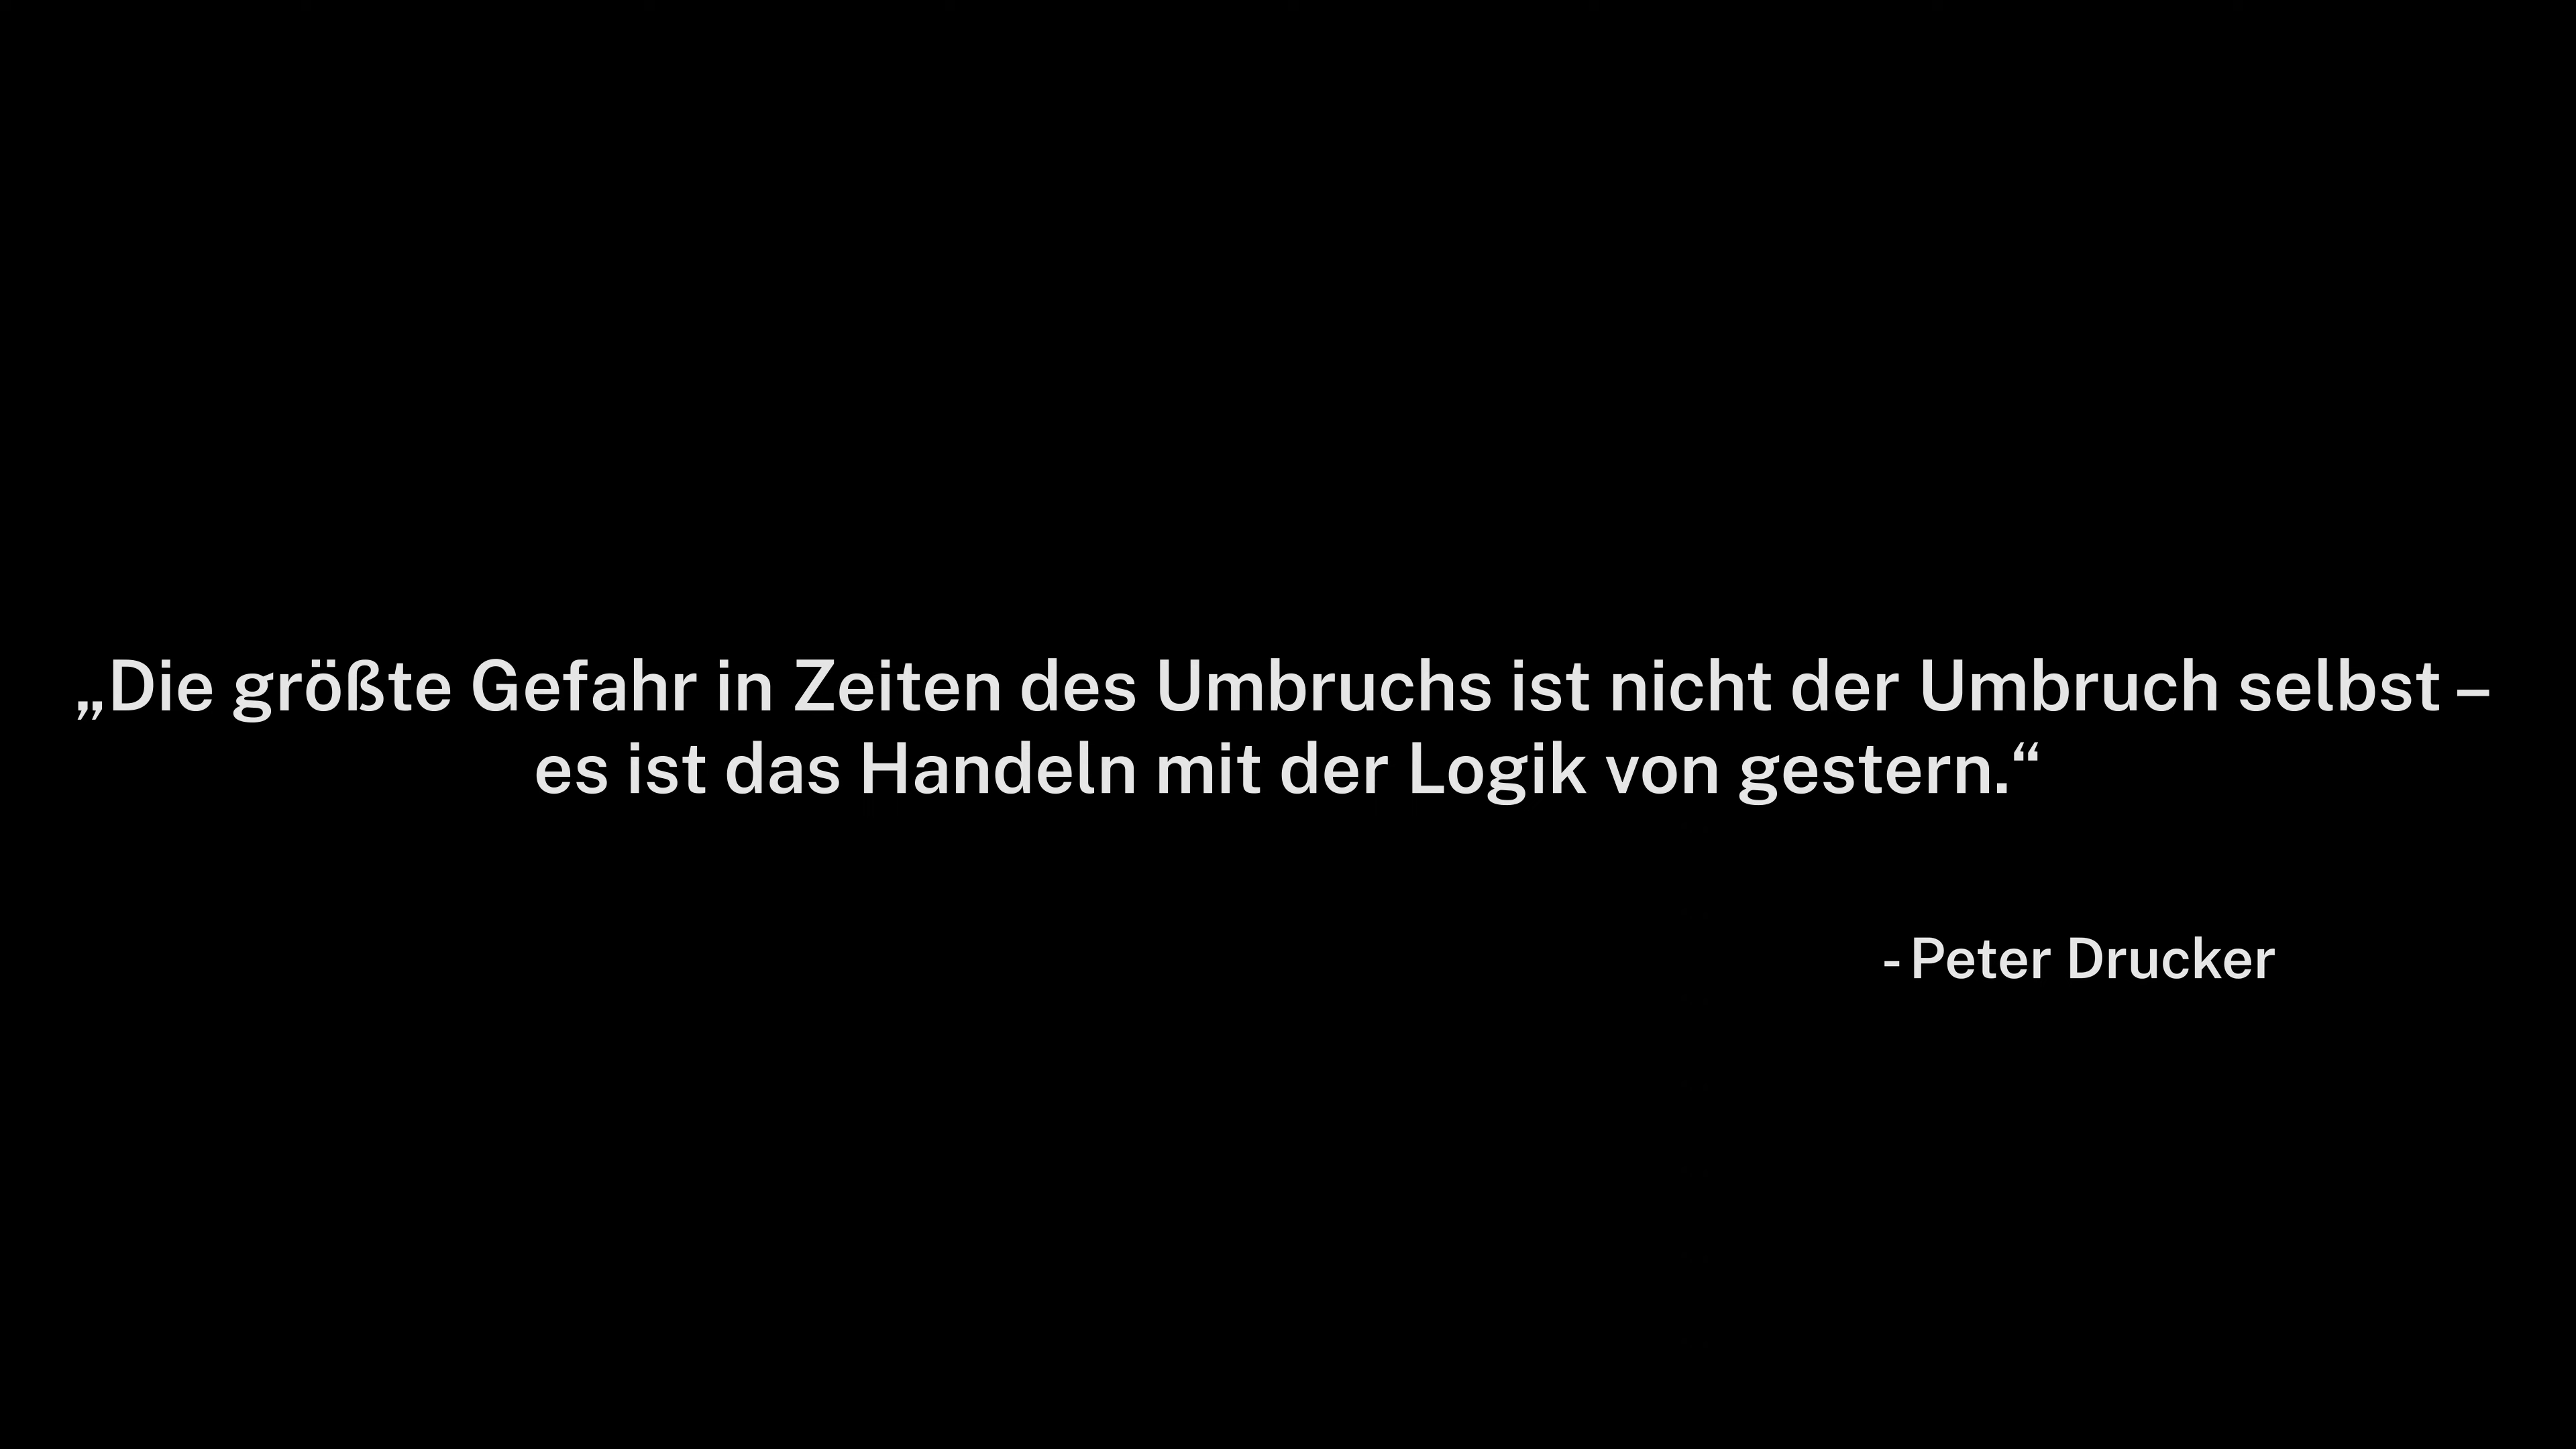 „Die größte Gefahr in Zeiten des Umbruchs ist nicht der Umbruch selbst –
es ist das Handeln mit der Logik von gestern.“
- Peter Drucker